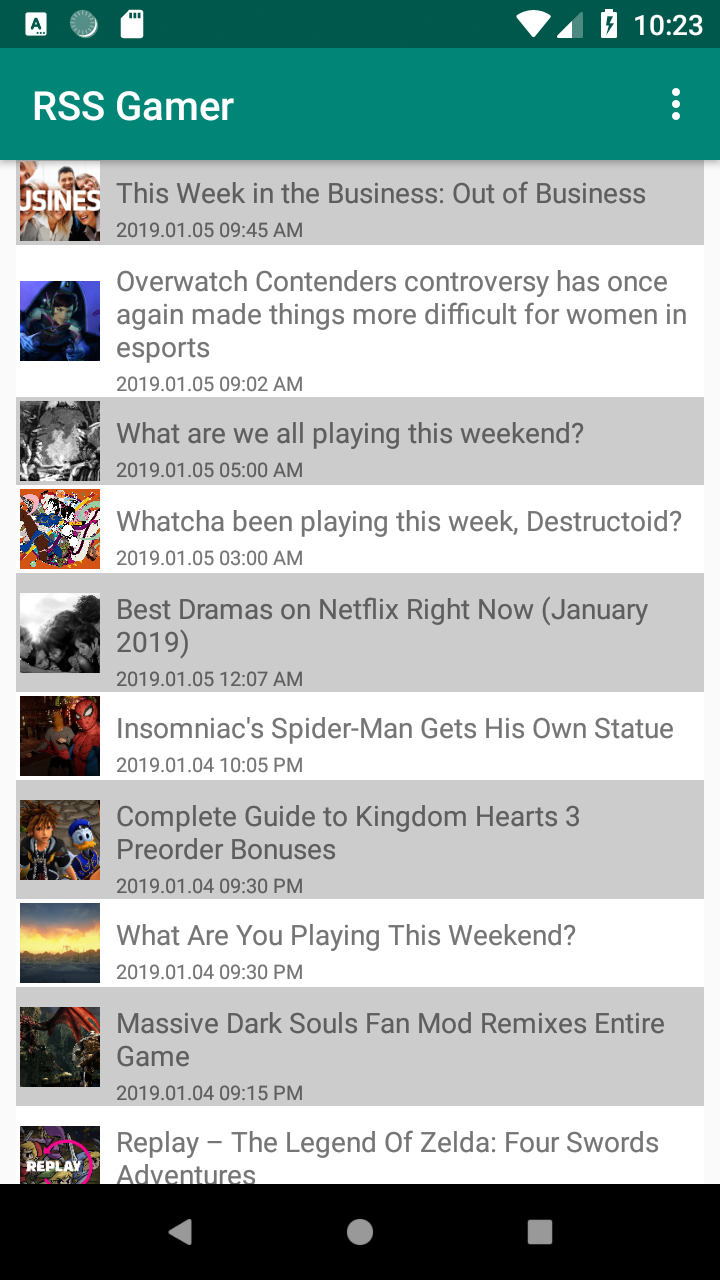 10:23
RSS Gamer
USINES
This Week in the Business: Out of Business
2019.01.05 09:45 AM
Overwatch Contenders controversy has once
again made things more difficult for women in
esports
2019.01.05 09:02 AM
What are we all playing this weekend?
2019.01.05 05:00 AM
Whatcha been playing this week, Destructoid?
2019.01.05 03:00 AM
Best Dramas on Netflix Right Now (January
2019)
2019.01.05 12:07 AM
Insomniac's Spider-Man Gets His Own Statue
2019.01.04 10:05 PM
Complete Guide to Kingdom Hearts 3
Preorder Bonuses
2019.01.04 09:30 PM
What Are You Playing This Weekend?
2019.01.04 09:30 PM
Massive Dark Souls Fan Mod Remixes Entire
Game
2019.01.04 09:15 PM
REPLAY
Replay – The Legend Of Zelda: Four Swords
Adventures